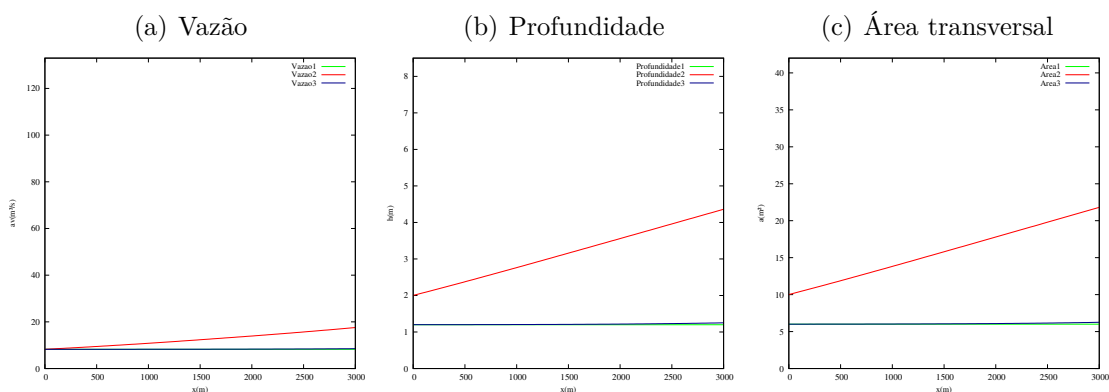 (a) Vazão
Vazao1
Vazao2
Vazao3
120
100
80
60
40
20
0
av(m³/s)
0 500 1000 1500 2000 2500 3000
x(m)
(b) Profundidade
Profundidade1
Profundidade2
Profundidade3
8
7
6
5
4
3
2
1
0
h(m)
0 500 1000 1500 2000 2500 3000
x(m)
(c) Área transversal
Area1
Area2
Area3
40
35
30
25
20
15
10
5
0
a(m²)
0 500 1000 1500 2000 2500 3000
x(m)